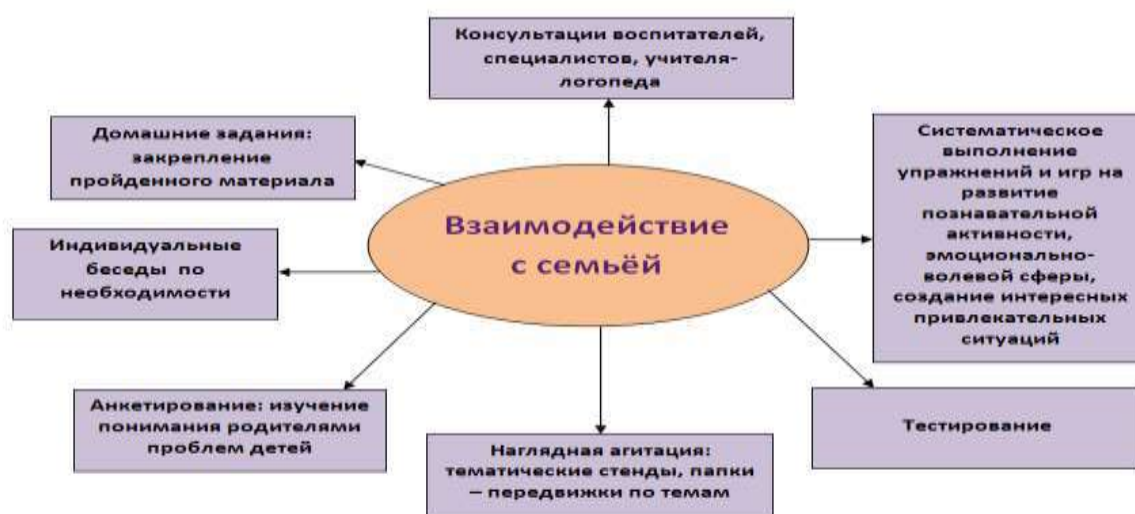 Консультации воспитателей,
специалистов, учителя-
логопеда
Домашние задания:
закрепление
пройденного материала
Систематическое
выполнение
упражнений и игр на
развитие
познавательной
активности,
эмоционально-
волевой сферы,
создание интересных
привлекательных
ситуаций
Взаимодействие
с семьёй
Индивидуальные
беседы по
необходимости
Анкетирование: изучение
понимания родителями
проблем детей
Наглядная агитация:
тематические стенды, папки
– передвижки по темам
Тестирование